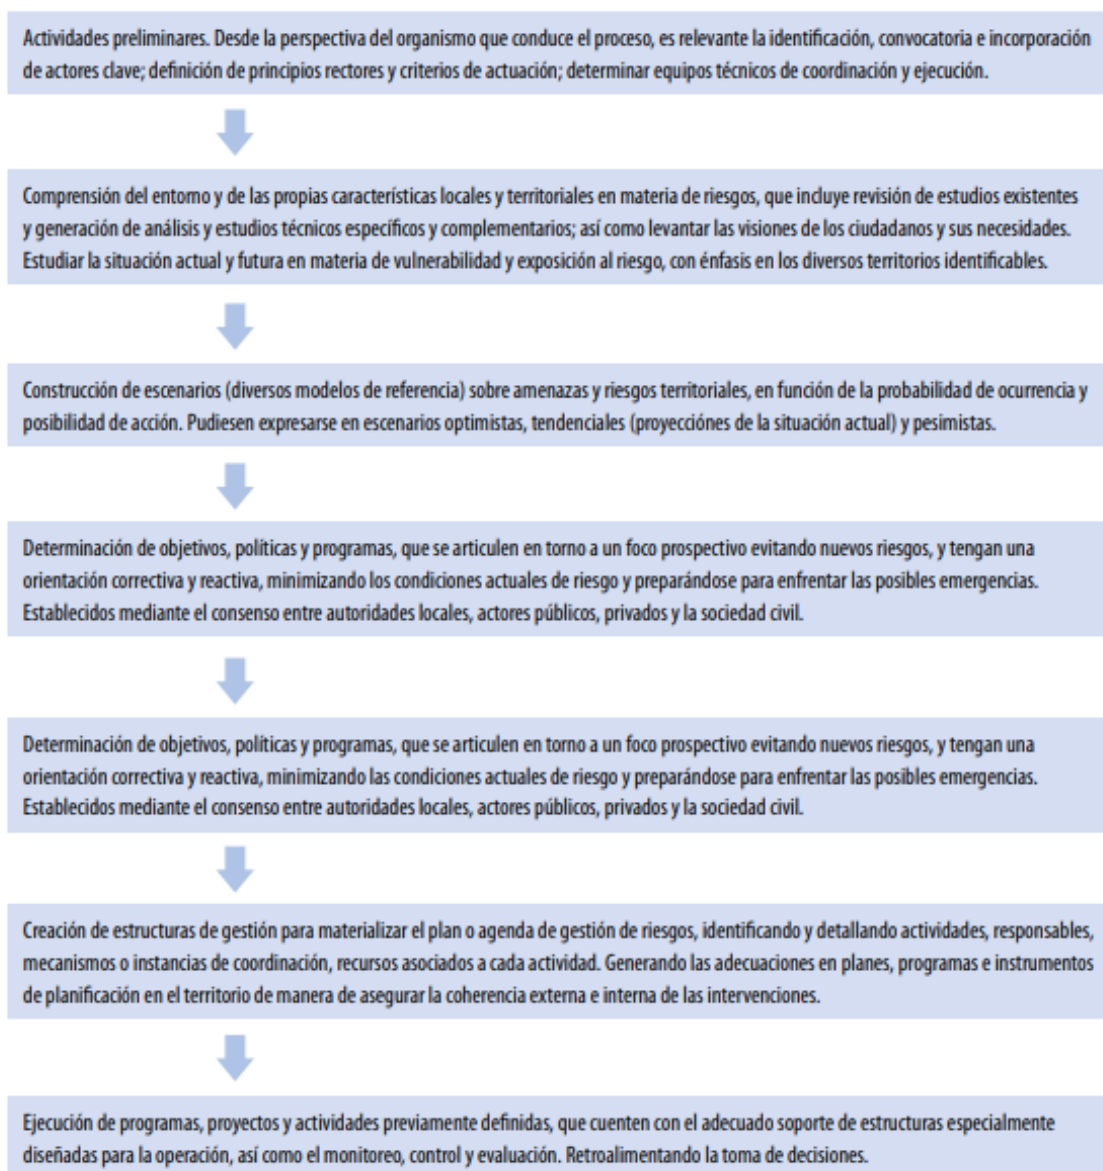 Actividades preliminares. Desde la perspectiva del organismo que conduce el proceso, es relevante la identificación, convocatoria e incorporación
de actores clave; definición de principios rectores y criterios de actuación; determinar equipos técnicos de coordinación y ejecución.
Comprensión del entorno y de las propias características locales y territoriales en materia de riesgos, que incluye revisión de estudios existentes
y generación de análisis y estudios técnicos específicos y complementarios; así como levantar las visiones de los ciudadanos y sus necesidades.
Estudiar la situación actual y futura en materia de vulnerabilidad y exposición al riesgo, con énfasis en los diversos territorios identificables.
Construcción de escenarios (diversos modelos de referencia) sobre amenazas y riesgos territoriales, en función de la probabilidad de ocurrencia y
posibilidad de acción. Pudiesen expresarse en escenarios optimistas, tendenciales (proyecciónes de la situación actual) y pesimistas.
Determinación de objetivos, políticas y programas, que se articulen en torno a un foco prospectivo evitando nuevos riesgos, y tengan una
orientación correctiva y reactiva, minimizando los condiciones actuales de riesgo y preparándose para enfrentar las posibles emergencias.
Establecidos mediante el consenso entre autoridades locales, actores públicos, privados y la sociedad civil.
Determinación de objetivos, políticas y programas, que se articulen en torno a un foco prospectivo evitando nuevos riesgos, y tengan una
orientación correctiva y reactiva, minimizando las condiciones actuales de riesgo y preparándose para enfrentar las posibles emergencias.
Establecidos mediante el consenso entre autoridades locales, actores públicos, privados y la sociedad civil.
Creación de estructuras de gestión para materializar el plan o agenda de gestión de riesgos, identificando y detallando actividades, responsables,
mecanismos o instancias de coordinación, recursos asociados a cada actividad. Generando las adecuaciones en planes, programas e instrumentos
de planificación en el territorio de manera de asegurar la coherencia externa e interna de las intervenciones.
Ejecución de programas, proyectos y actividades previamente definidas, que cuenten con el adecuado soporte de estructuras especialmente
diseñadas para la operación, así como el monitoreo, control y evaluación. Retroalimentando la toma de decisiones.